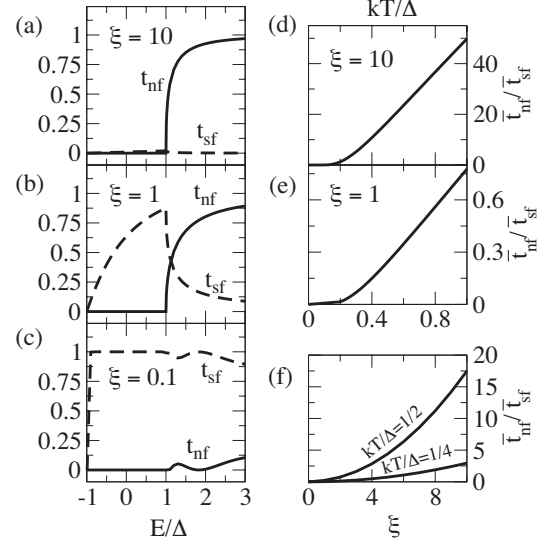 kT/Δ
(a)
ξ = 10
1
0.75
0.5
0.25
0
t_nf
t_sf
(b)
ξ = 1
1
0.75
0.5
0.25
0
t_nf
t_sf
(c)
ξ = 0.1
1
0.75
0.5
0.25
0
t_sf
t_nf
-1 0 1 2 3
E/Δ
(d)
ξ = 10
40
20
0
t̄_nf/t̄_sf
(e)
ξ = 1
0.6
0.3
0
t̄_nf/t̄_sf
0 0.4 0.8
(f)
kT/Δ=1/2
kT/Δ=1/4
20
15
10
5
0
t̄_nf/t̄_sf
0 4 8
ξ